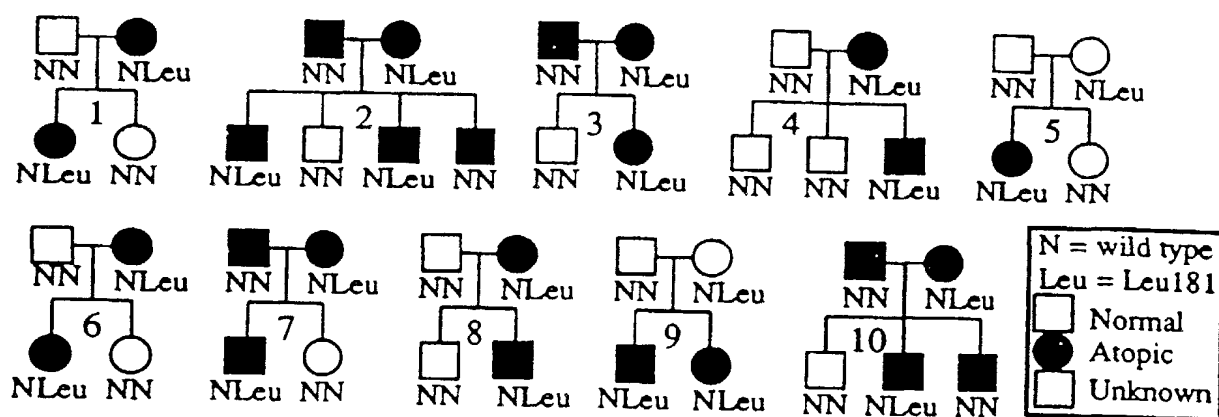 NN NLeu
1
NLeu NN
NN NLeu
2
NLeu NN NLeu NN
NN NLeu
3
NN NLeu
NN NLeu
4
NN NN NLeu
NN NLeu
5
NLeu NN
NN NLeu
6
NLeu NN
NN NLeu
7
NLeu NN
NN NLeu
8
NN NLeu
NN NLeu
9
NLeu NLeu
NN NLeu
10
NN NLeu NN
N = wild type
Leu = Leu181
Normal
Atopic
Unknown